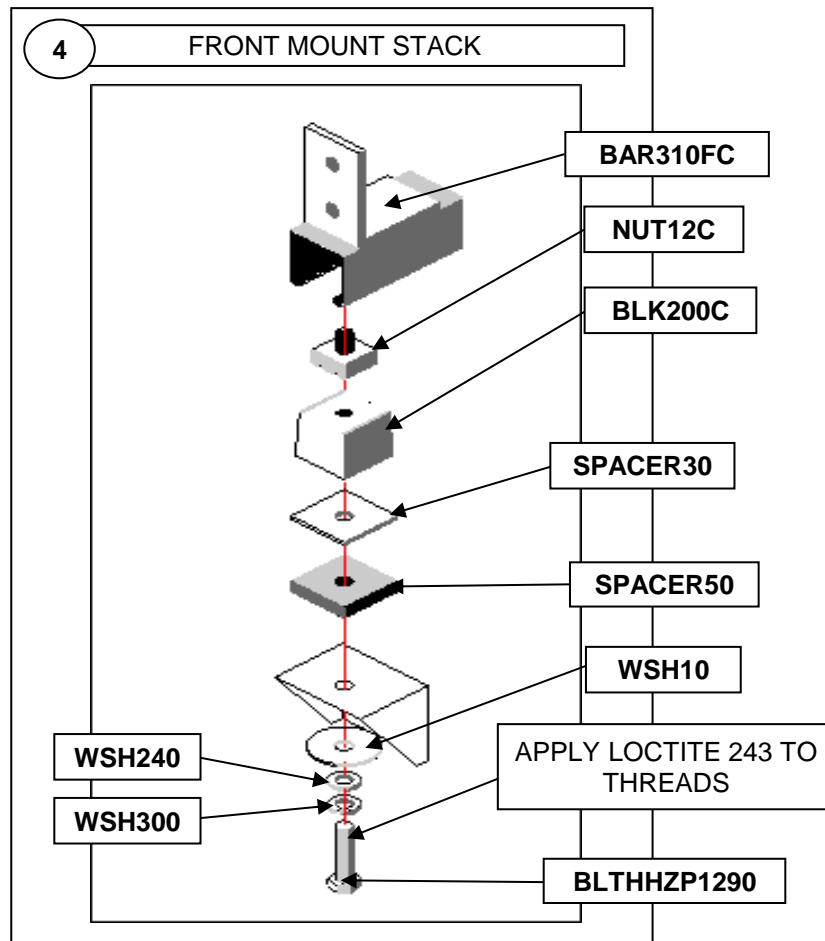 4
FRONT MOUNT STACK
BAR310FC
NUT12C
BLK200C
SPACER30
SPACER50
WSH10
WSH240
APPLY LOCTITE 243 TO
THREADS
WSH300
BLTHHZP1290